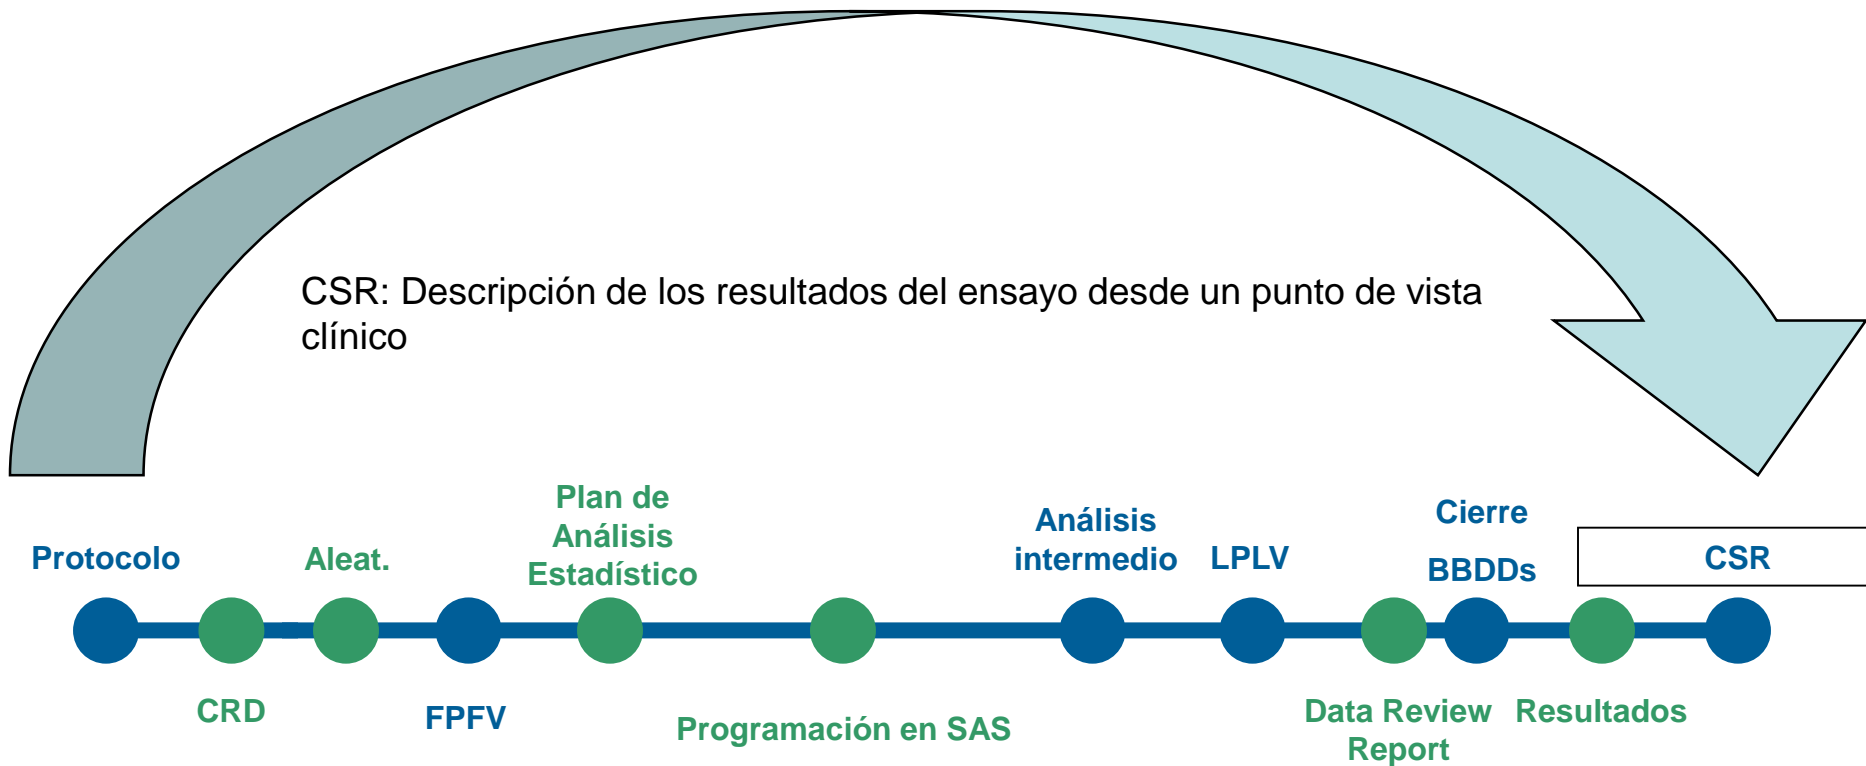 CSR: Descripción de los resultados del ensayo desde un punto de vista
clínico
Protocolo
CRD
Aleat.
FPFV
Plan de
Análisis
Estadístico
Programación en SAS
Análisis
intermedio
LPLV
Data Review
Report
Cierre
BBDDs
Resultados
CSR